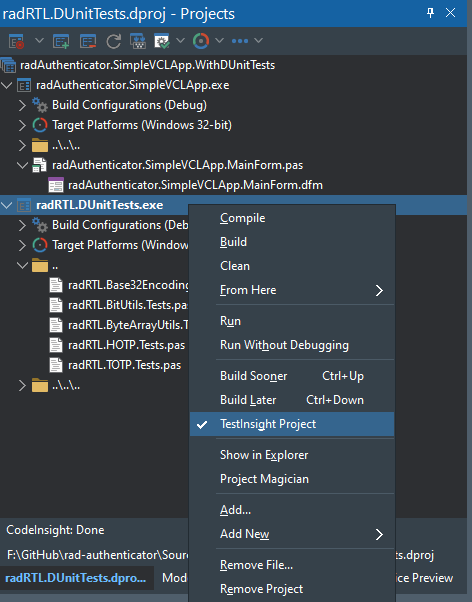 radRTL.DUnitTests.dproj - Projects
radAuthenticator.SimpleVCLApp.WithDUnitTests
radAuthenticator.SimpleVCLApp.exe
Build Configurations (Debug)
Target Platforms (Windows 32-bit)
..\..\..
radAuthenticator.SimpleVCLApp.MainForm.pas
radAuthenticator.SimpleVCLApp.MainForm.dfm
radRTL.DUnitTests.exe
Build Configurations (Deb
Target Platforms (Window
..
radRTL.Base32Encoding
radRTL.BitUtils.Tests.pas
radRTL.ByteArrayUtils.T
radRTL.HOTP.Tests.pas
radRTL.TOTP.Tests.pas
..\..\..
Compile
Build
Clean
From Here
Run
Run Without Debugging
Build Sooner Ctrl+Up
Build Later Ctrl+Down
TestInsight Project
Show in Explorer
Project Magician
Add...
Add New
Remove File...
Remove Project
CodeInsight: Done
F:\GitHub\rad-authenticator\Sour
ts.dproj
radRTL.DUnitTests.dpro...
Mod
ce Preview